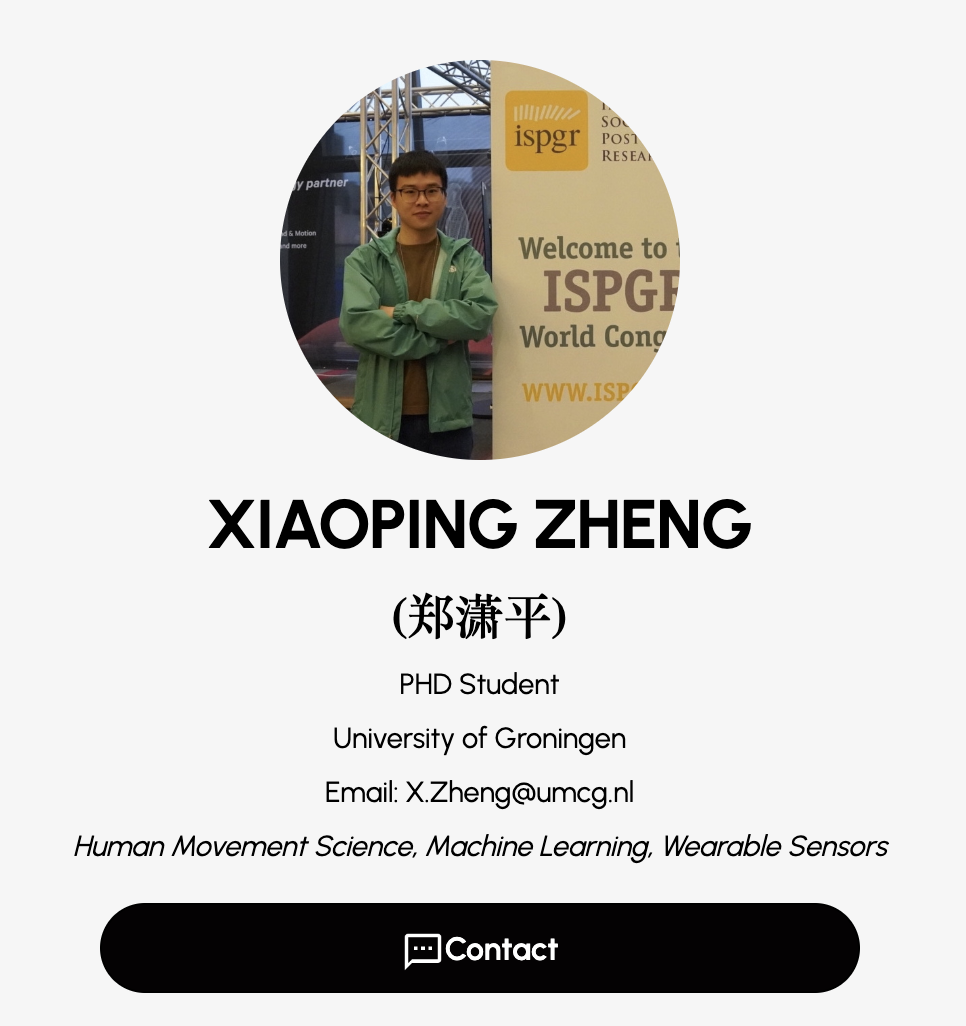 y partner
d & Motion
nd more
ispgr
SOC
POST
RESEA
Welcome to t
ISPGR
World Cong
WWW.ISPG
XIAOPING ZHENG
(郑潇平)
PHD Student
University of Groningen
Email: X.Zheng@umcg.nl
Human Movement Science, Machine Learning, Wearable Sensors
Contact